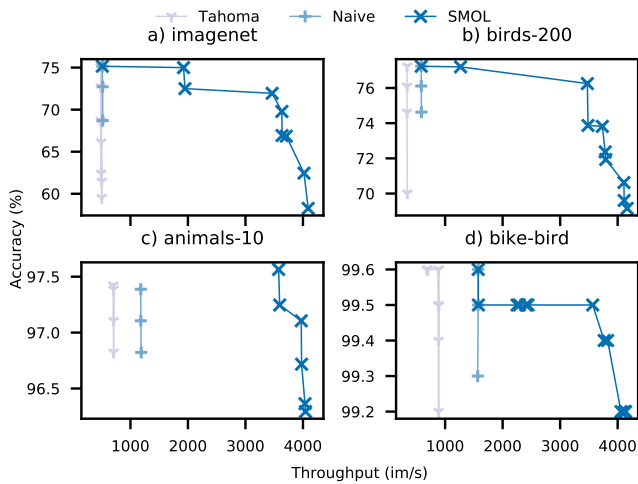 Tahoma Naive SMOL
a) imagenet
b) birds-200
75
70
65
60
76
74
72
70
Accuracy (%)
c) animals-10
d) bike-bird
97.5
97.0
96.5
99.6
99.5
99.4
99.3
99.2
1000 2000 3000 4000
1000 2000 3000 4000
Throughput (im/s)